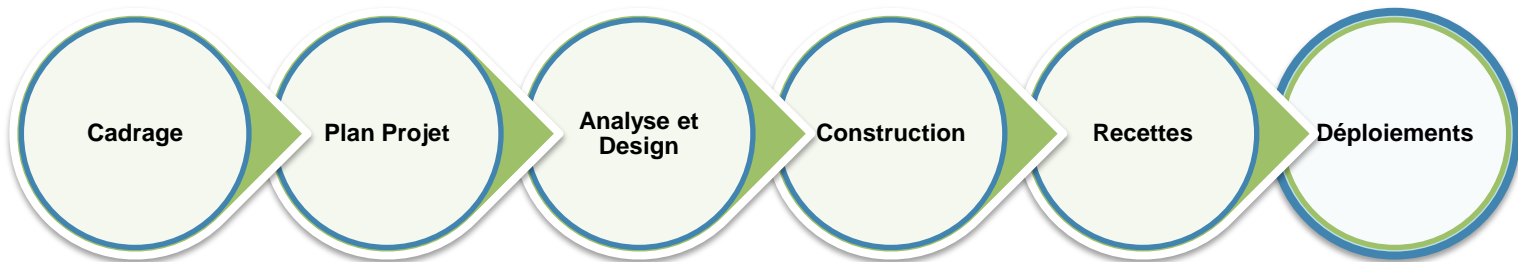 Cadrage
Plan Projet
Analyse et
Design
Construction
Recettes
Déploiements